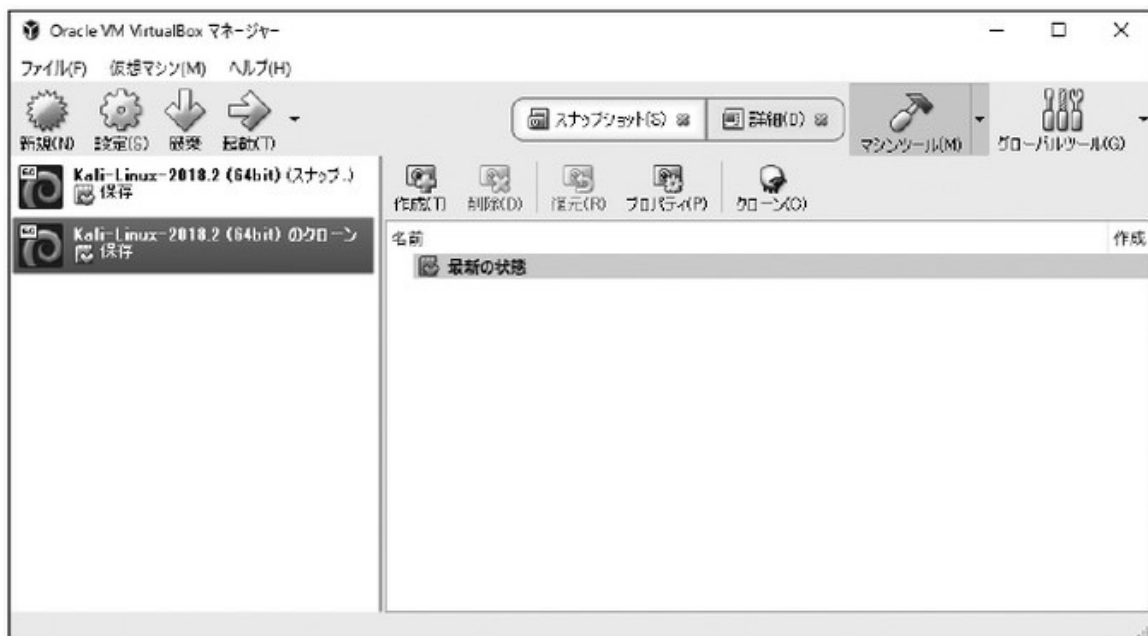 Oracle VM VirtualBox マネージャー
ファイル(F) 仮想マシン(M) ヘルプ(H)
新規(N) 設定(S) 破棄 起動(T) スナップショット(S) 詳細(D) マシンツール(M) グローバルツール(G)
Kali-Linux-2018.2 (64bit) (スナップ..)
保存
Kali-Linux-2018.2 (64bit) のクローン
保存
作成(T) 削除(D) 復元(R) プロパティ(P) クローン(O)
名前 作成
最新の状態